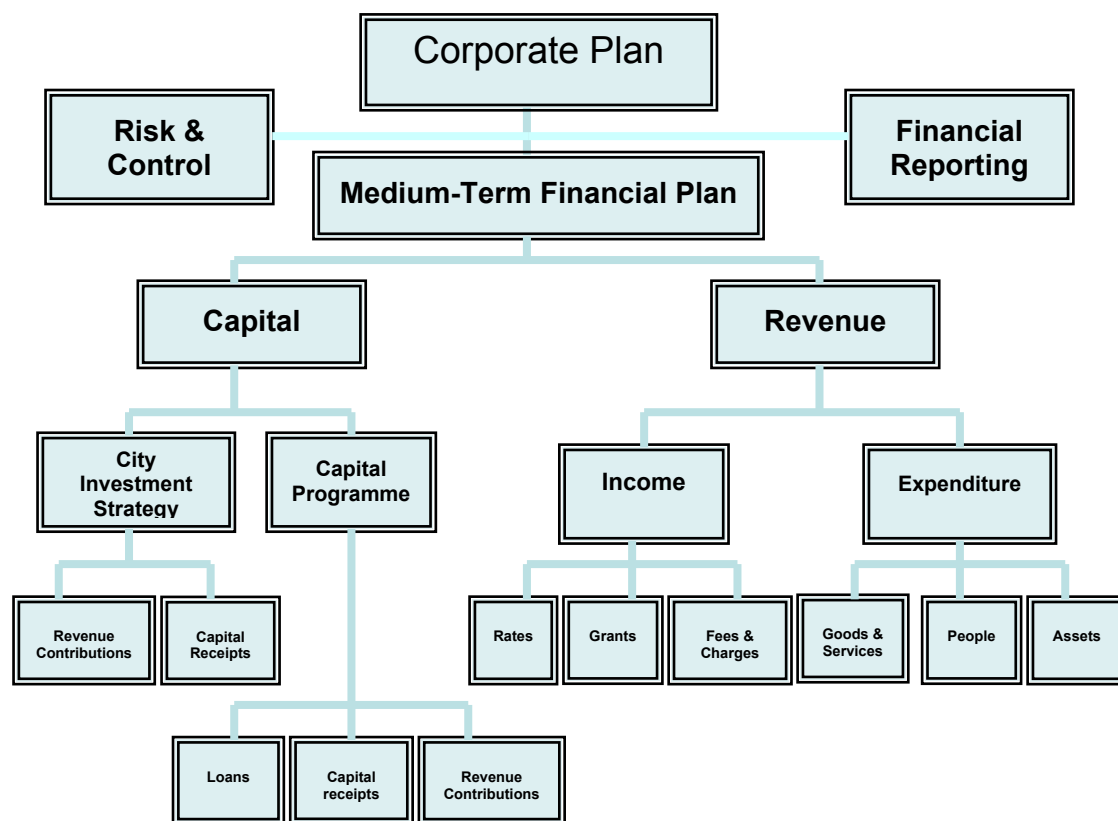 Corporate Plan
Risk &
Control
Financial
Reporting
Medium-Term Financial Plan
Capital
Revenue
City
Investment
Strategy
Capital
Programme
Income
Expenditure
Revenue
Contributions
Capital
Receipts
Rates
Grants
Fees &
Charges
Goods &
Services
People
Assets
Loans
Capital
receipts
Revenue
Contributions